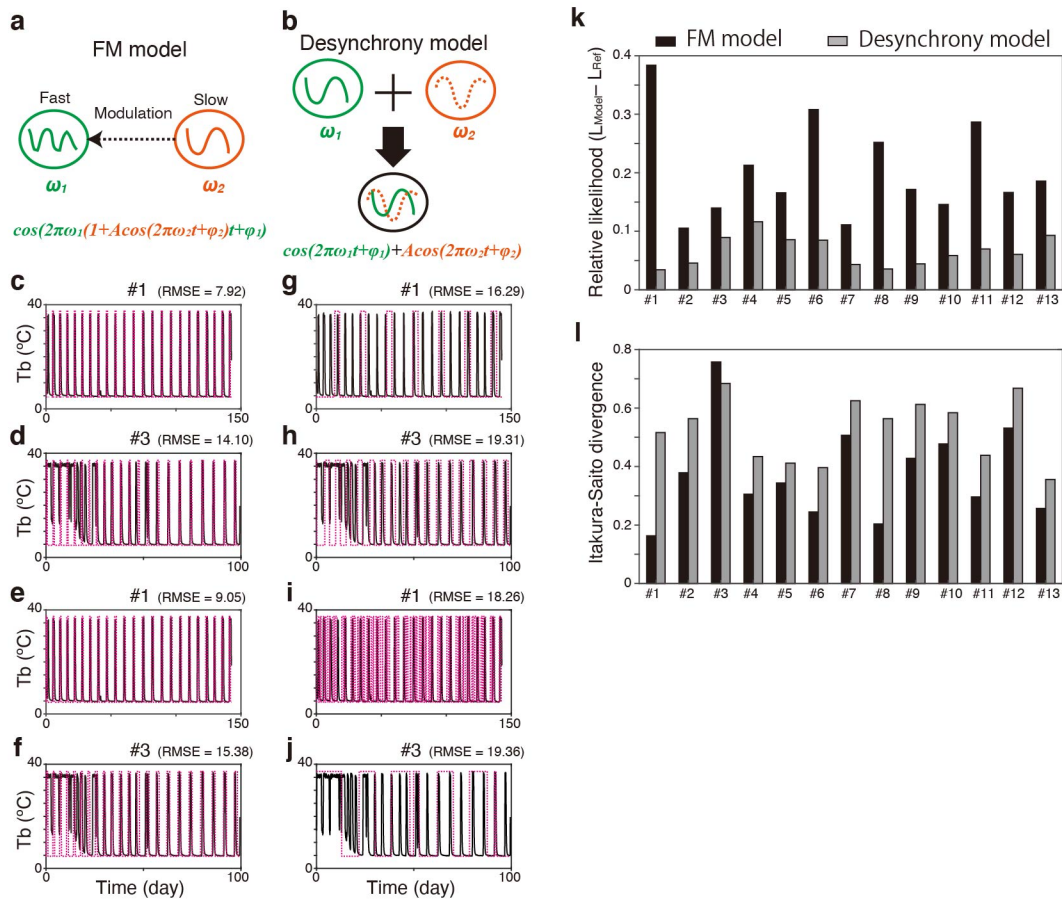 a
FM model
Fast
Modulation
Slow
ω₁
ω₂
cos(2πω₁(1+Acos(2πω₂t+φ₂)t+φ₁)
b
Desynchrony model
ω₁
ω₂
cos(2πω₁t+φ₁)+Acos(2πω₂t+φ₂)
c
#1 (RMSE = 7.92)
Tb (ºC)
40
0
0
150
g
#1 (RMSE = 16.29)
40
0
0
150
d
#3 (RMSE = 14.10)
Tb (ºC)
40
0
0
100
h
#3 (RMSE = 19.31)
40
0
0
100
e
#1 (RMSE = 9.05)
Tb (ºC)
40
0
0
150
i
#1 (RMSE = 18.26)
40
0
0
150
f
#3 (RMSE = 15.38)
Tb (ºC)
40
0
0
100
Time (day)
j
#3 (RMSE = 19.36)
40
0
0
100
Time (day)
k
FM model
Desynchrony model
Relative likelihood (LModel– LRef)
0.4
0.3
0.2
0.1
0
#1 #2 #3 #4 #5 #6 #7 #8 #9 #10 #11 #12 #13
l
Itakura-Saito divergence
0.8
0.6
0.4
0.2
0
#1 #2 #3 #4 #5 #6 #7 #8 #9 #10 #11 #12 #13